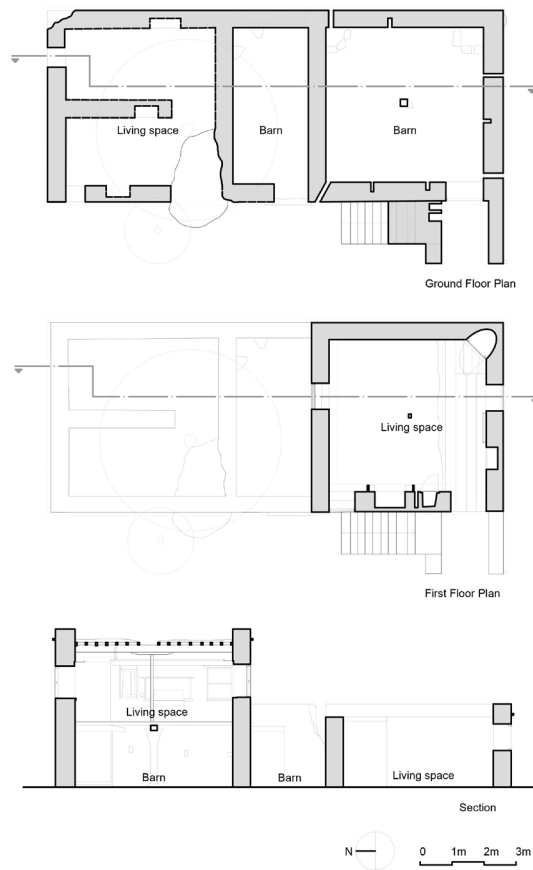 Living space
Barn
Barn
Ground Floor Plan
Living space
First Floor Plan
Living space
Barn
Barn
Living space
Section
N
0 1m 2m 3m